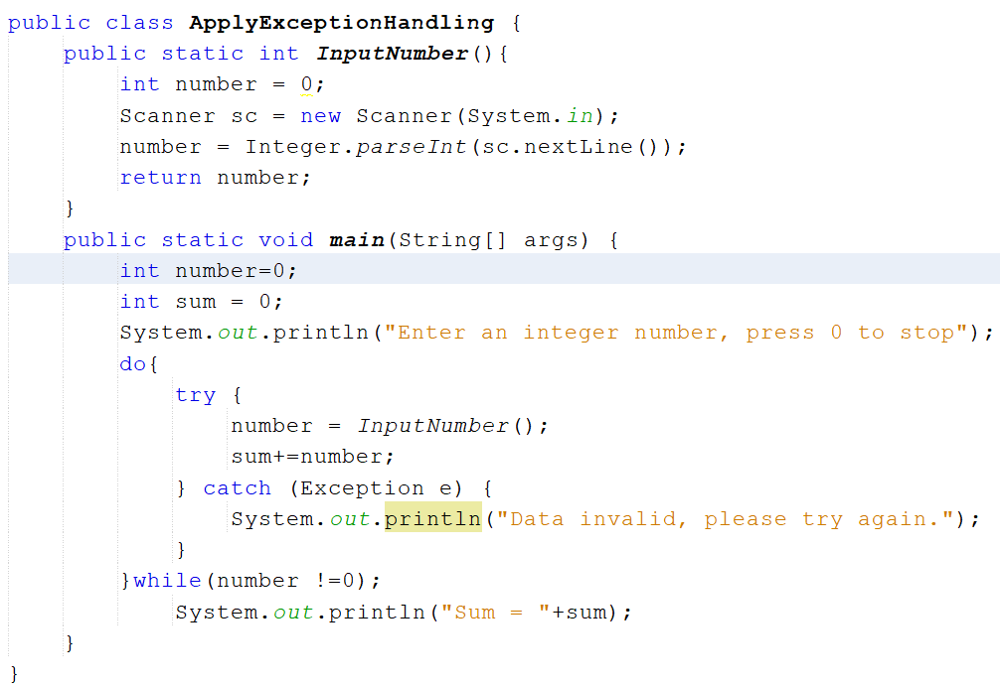 public class ApplyExceptionHandling {
    public static int InputNumber(){
        int number = 0;
        Scanner sc = new Scanner(System.in);
        number = Integer.parseInt(sc.nextLine());
        return number;
    }
    public static void main(String[] args) {
        int number=0;
        int sum = 0;
        System.out.println("Enter an integer number, press 0 to stop");
        do{
            try {
                number = InputNumber();
                sum+=number;
            } catch (Exception e) {
                System.out.println("Data invalid, please try again.");
            }
        }while(number !=0);
            System.out.println("Sum = "+sum);
    }
}